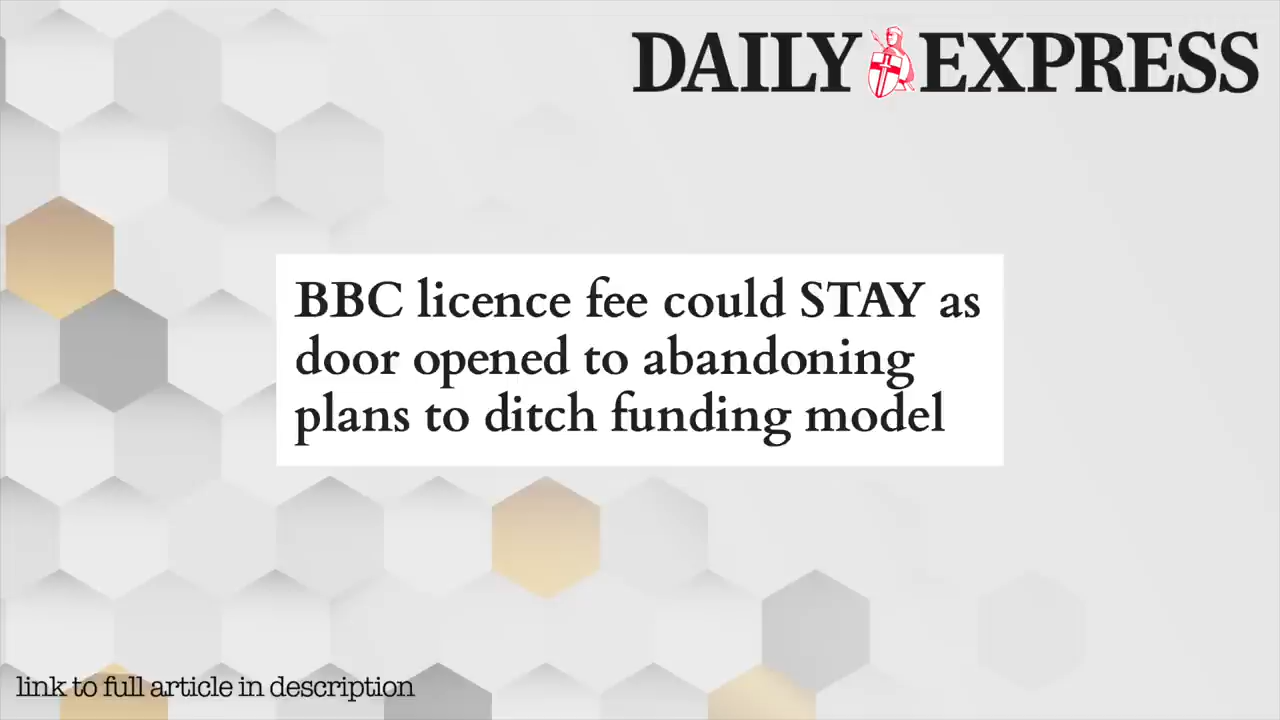 DAILY EXPRESS
BBC licence fee could STAY as
door opened to abandoning
plans to ditch funding model
link to full article in description